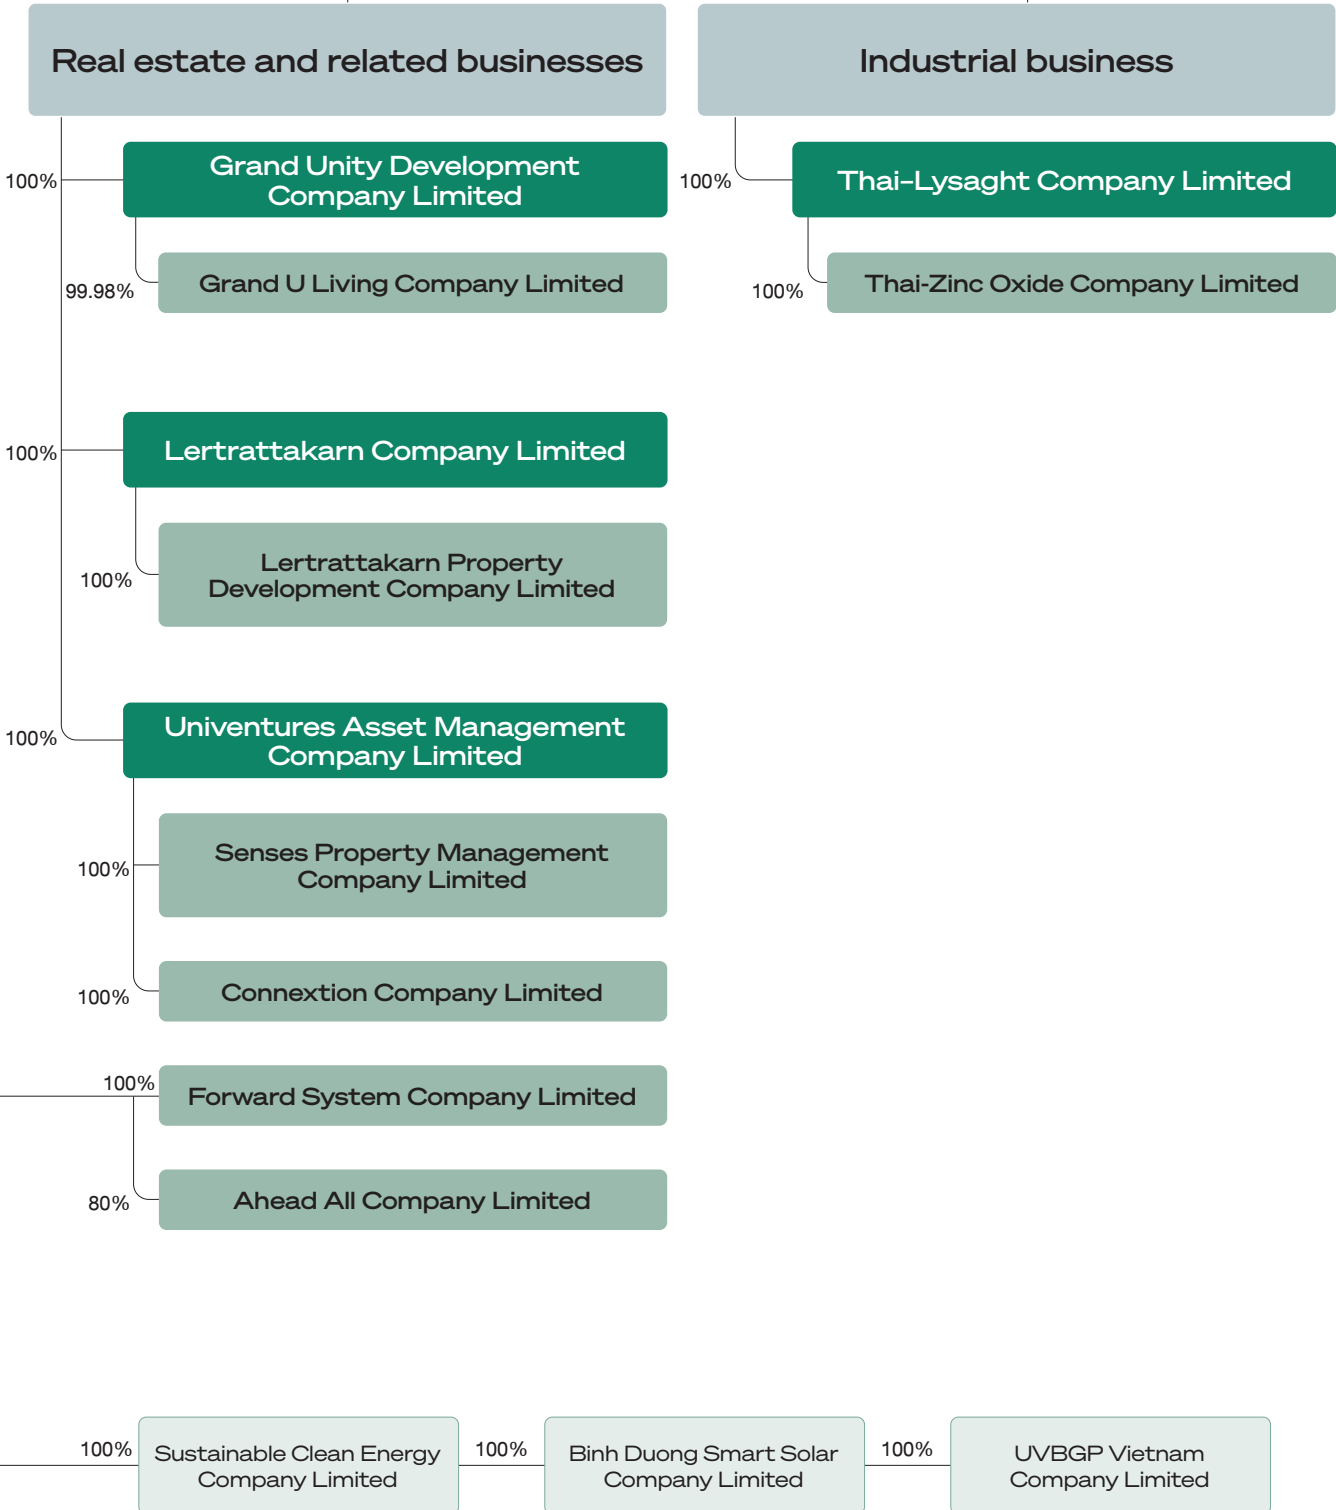 Real estate and related businesses
100%
Grand Unity Development
Company Limited
99.98%
Grand U Living Company Limited
100%
Lertrattakarn Company Limited
100%
Lertrattakarn Property
Development Company Limited
100%
Univentures Asset Management
Company Limited
100%
Senses Property Management
Company Limited
100%
Connextion Company Limited
100%
Forward System Company Limited
80%
Ahead All Company Limited
Industrial business
100%
Thai-Lysaght Company Limited
100%
Thai-Zinc Oxide Company Limited
100%
Sustainable Clean Energy
Company Limited
100%
Binh Duong Smart Solar
Company Limited
100%
UVBGP Vietnam
Company Limited